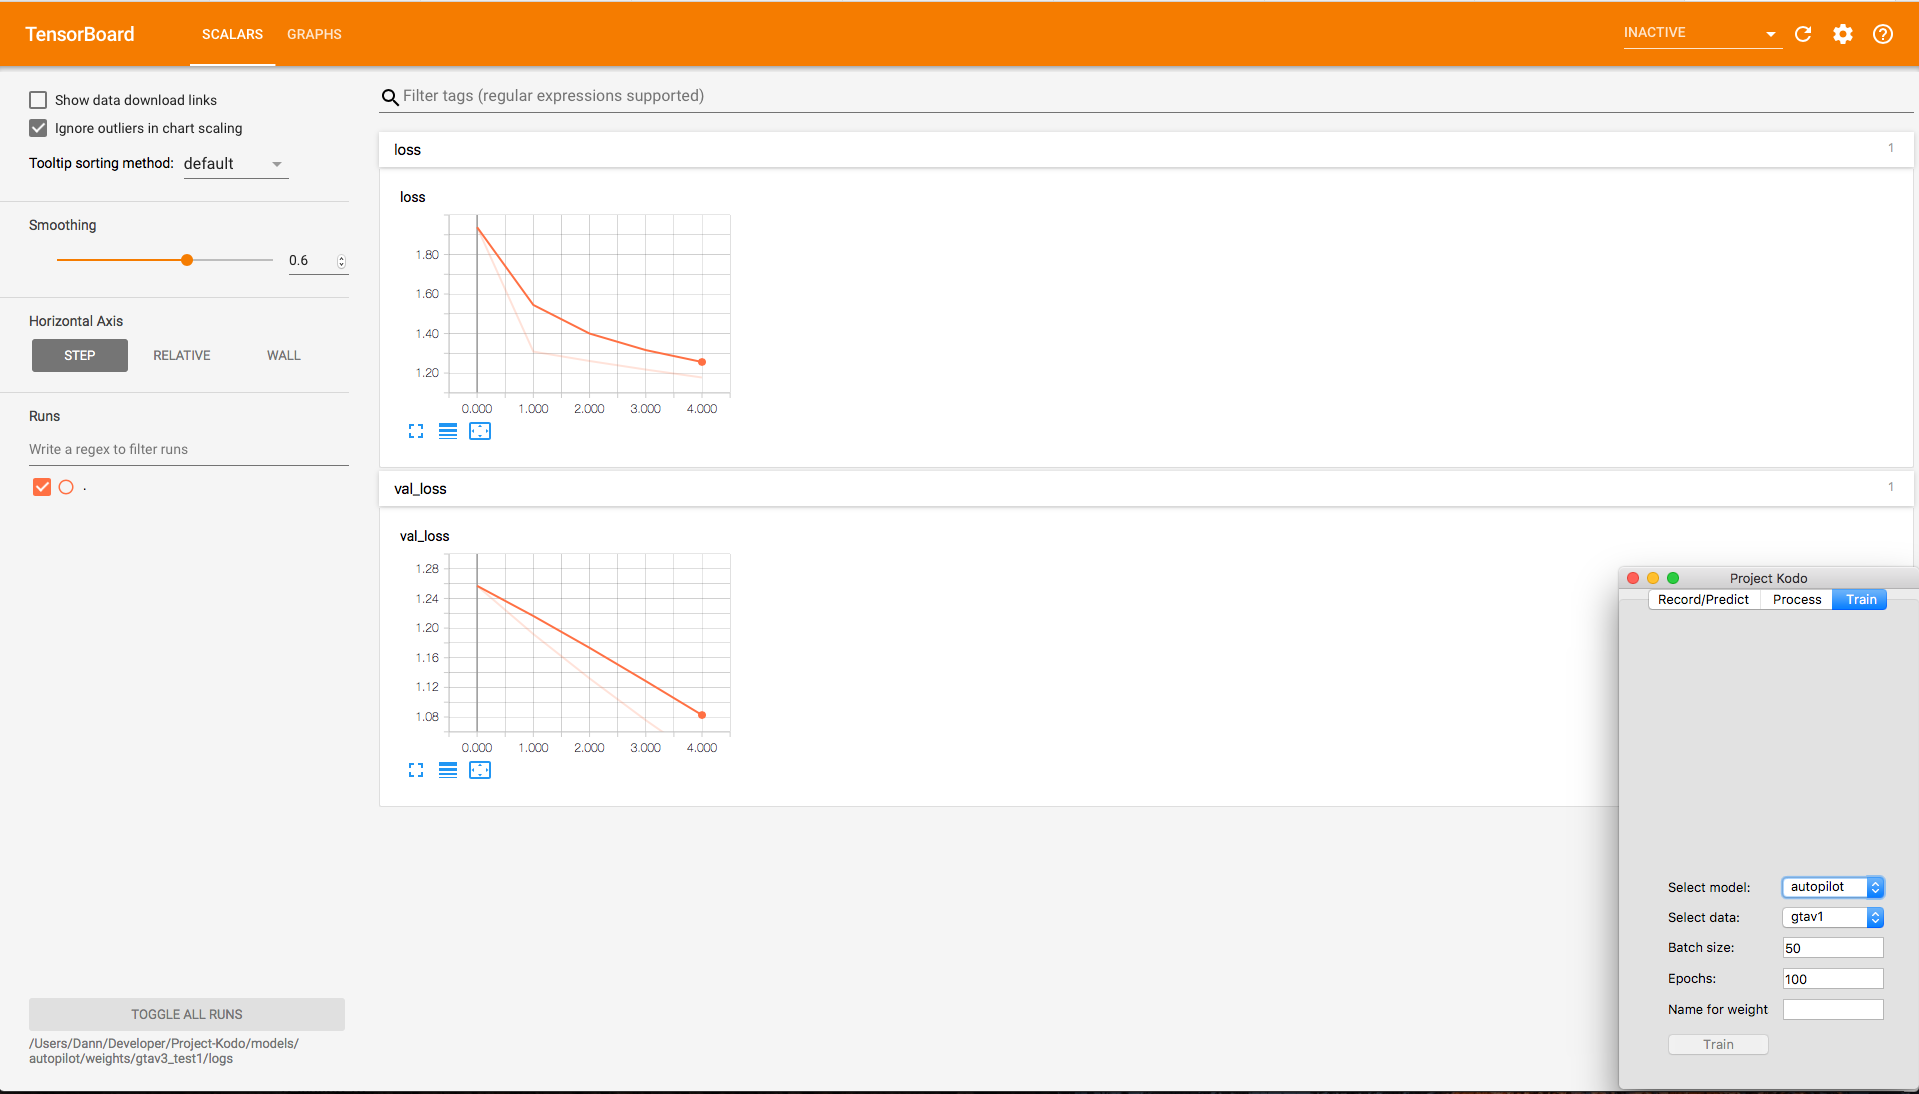 TensorBoard SCALARS GRAPHS INACTIVE
Show data download links
Ignore outliers in chart scaling
Tooltip sorting method: default
Smoothing
0.6
Horizontal Axis
STEP RELATIVE WALL
Runs
Write a regex to filter runs
.
TOGGLE ALL RUNS
/Users/Dann/Developer/Project-Kodo/models/
autopilot/weights/gtav3_test1/logs
Filter tags (regular expressions supported)
loss 1
loss
1.80
1.60
1.40
1.20
0.000 1.000 2.000 3.000 4.000
val_loss 1
val_loss
1.28
1.24
1.20
1.16
1.12
1.08
0.000 1.000 2.000 3.000 4.000
Project Kodo
Record/Predict Process Train
Select model: autopilot
Select data: gtav1
Batch size: 50
Epochs: 100
Name for weight
Train